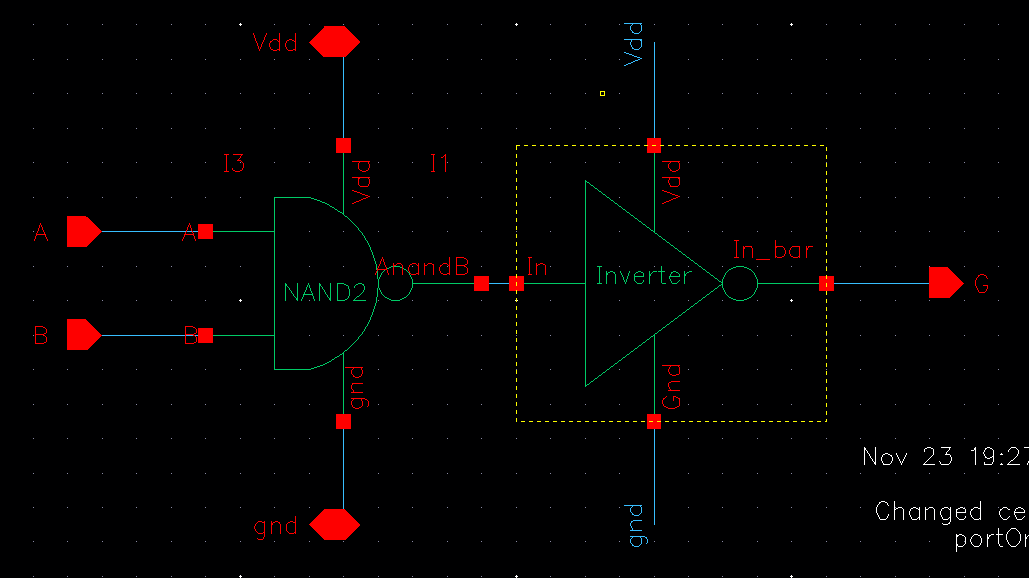 Vdd
Vdd
I3
I1
Vdd
Vdd
A
A
AnandB
In
In_bar
NAND2
Inverter
G
B
B
gnd
Gnd
Nov 23 19:27
gnd
gnd
Changed ce
portOr